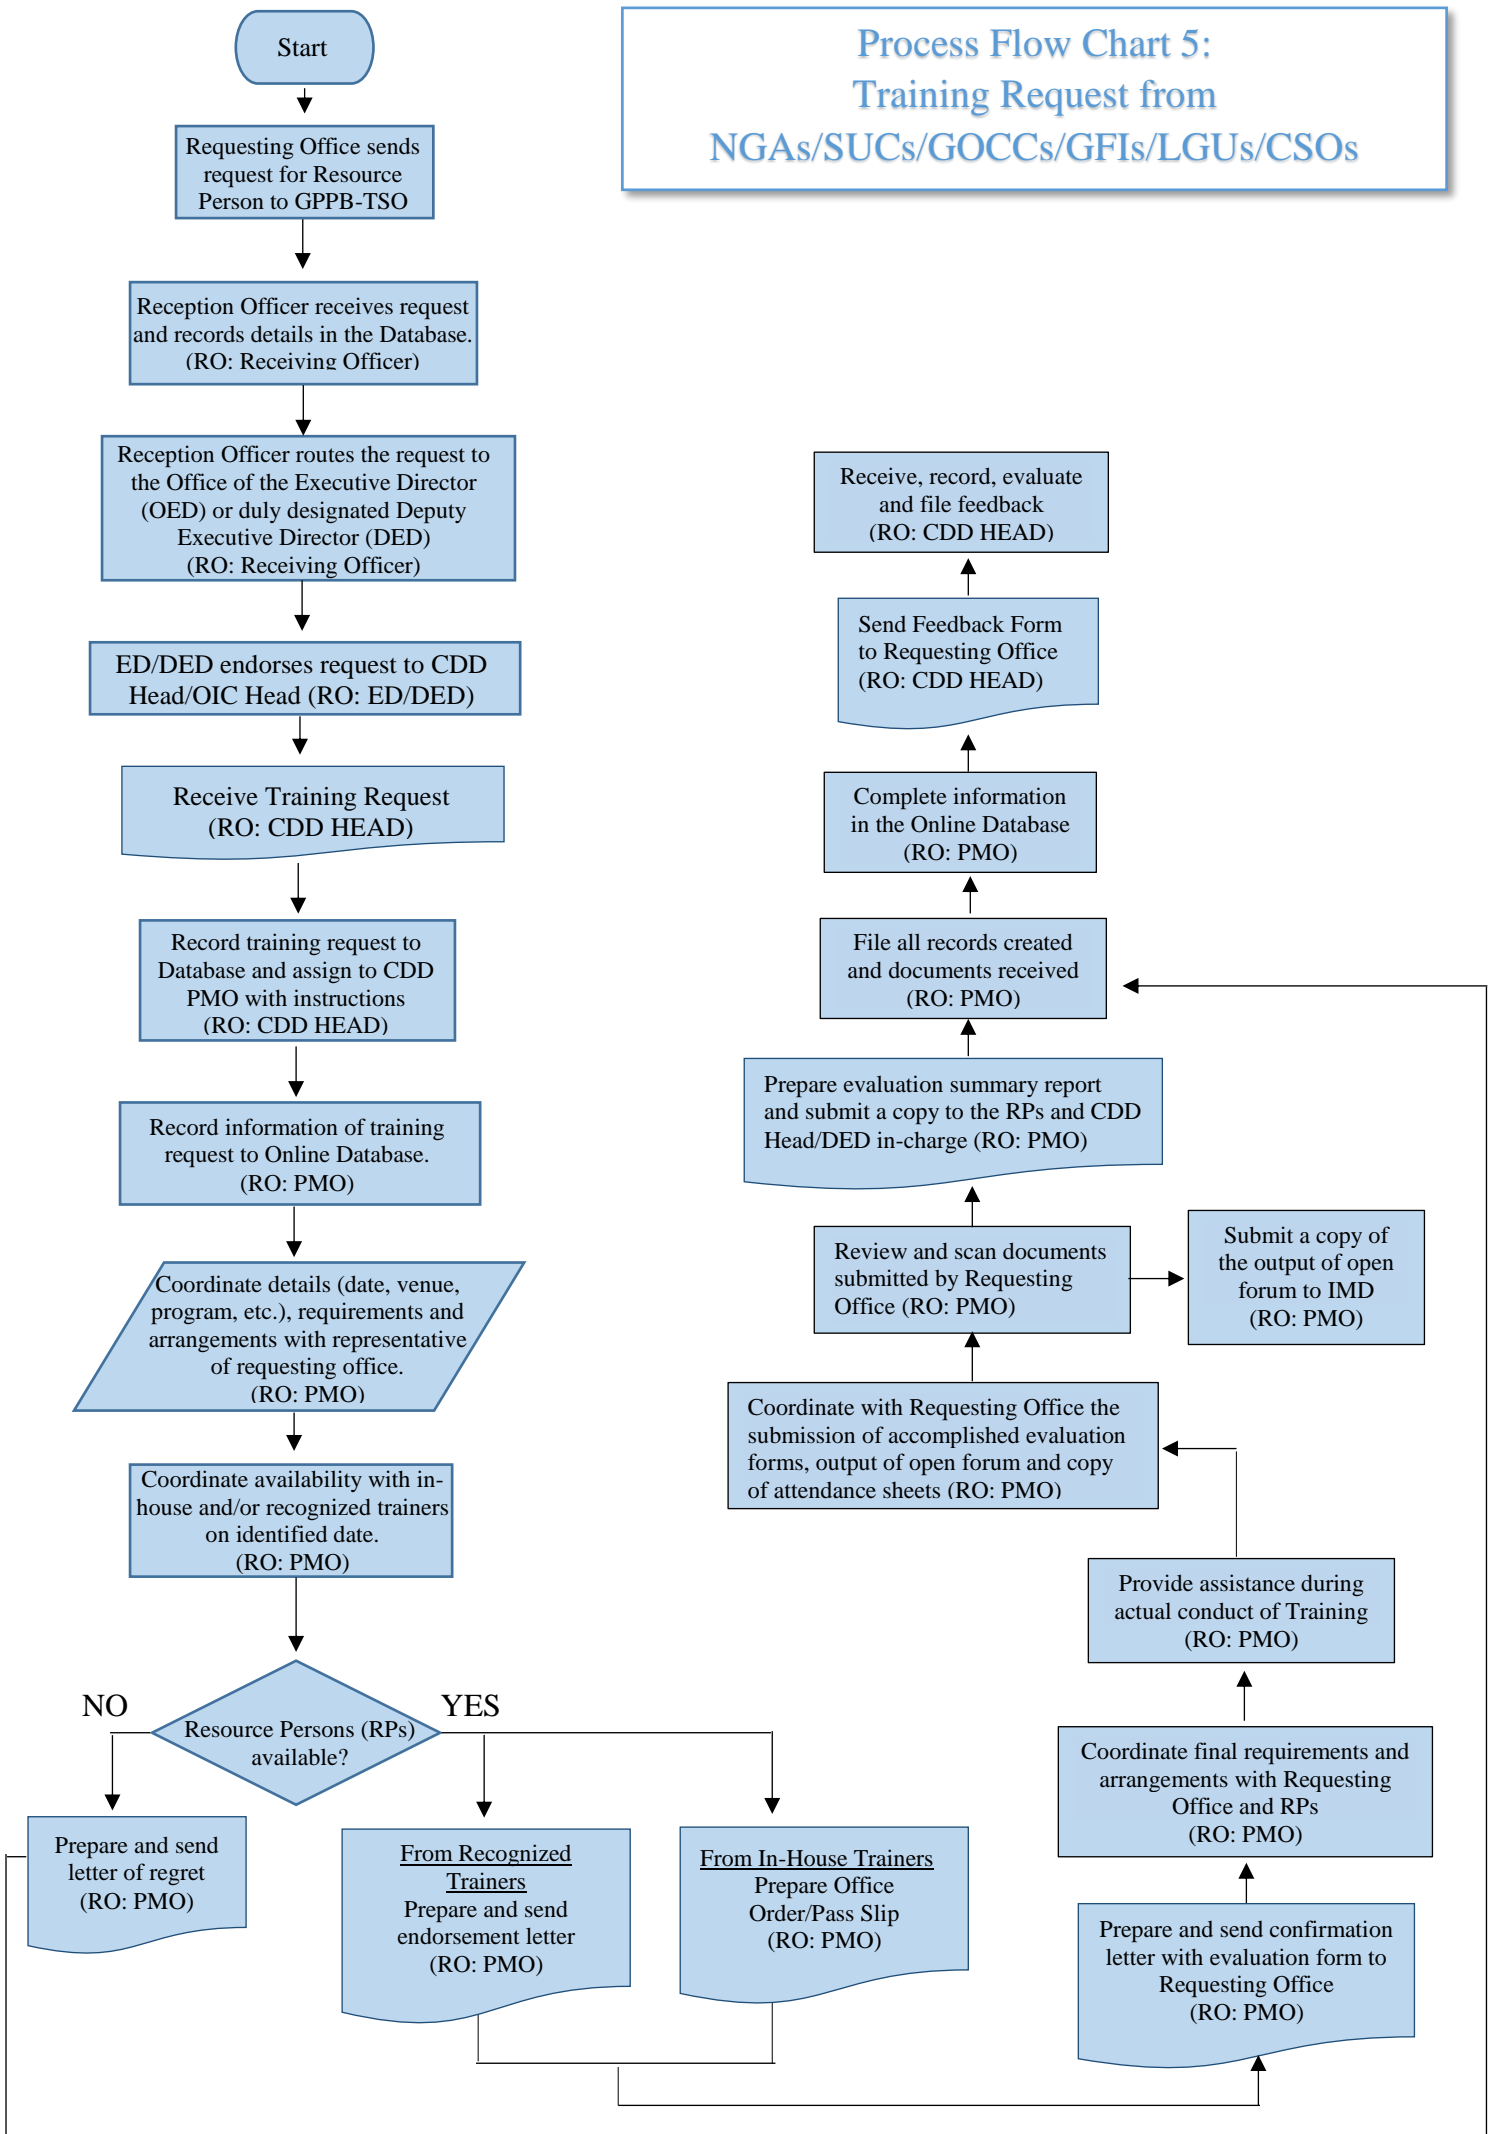 Start
Process Flow Chart 5:
Training Request from
NGAs/SUCs/GOCCs/GFIs/LGUs/CSOs
Requesting Office sends
request for Resource
Person to GPPB-TSO
Reception Officer receives request
and records details in the Database.
(RO: Receiving Officer)
Reception Officer routes the request to
the Office of the Executive Director
(OED) or duly designated Deputy
Executive Director (DED)
(RO: Receiving Officer)
ED/DED endorses request to CDD
Head/OIC Head (RO: ED/DED)
Receive Training Request
(RO: CDD HEAD)
Record training request to
Database and assign to CDD
PMO with instructions
(RO: CDD HEAD)
Record information of training
request to Online Database.
(RO: PMO)
Coordinate details (date, venue,
program, etc.), requirements and
arrangements with representative
of requesting office.
(RO: PMO)
Coordinate availability with in-
house and/or recognized trainers
on identified date.
(RO: PMO)
NO
YES
Resource Persons (RPs)
available?
Prepare and send
letter of regret
(RO: PMO)
From Recognized
Trainers
Prepare and send
endorsement letter
(RO: PMO)
From In-House Trainers
Prepare Office
Order/Pass Slip
(RO: PMO)
Prepare and send confirmation
letter with evaluation form to
Requesting Office
(RO: PMO)
Coordinate final requirements and
arrangements with Requesting
Office and RPs
(RO: PMO)
Provide assistance during
actual conduct of Training
(RO: PMO)
Coordinate with Requesting Office the
submission of accomplished evaluation
forms, output of open forum and copy
of attendance sheets (RO: PMO)
Review and scan documents
submitted by Requesting
Office (RO: PMO)
Submit a copy of
the output of open
forum to IMD
(RO: PMO)
Prepare evaluation summary report
and submit a copy to the RPs and CDD
Head/DED in-charge (RO: PMO)
File all records created
and documents received
(RO: PMO)
Complete information
in the Online Database
(RO: PMO)
Send Feedback Form
to Requesting Office
(RO: CDD HEAD)
Receive, record, evaluate
and file feedback
(RO: CDD HEAD)